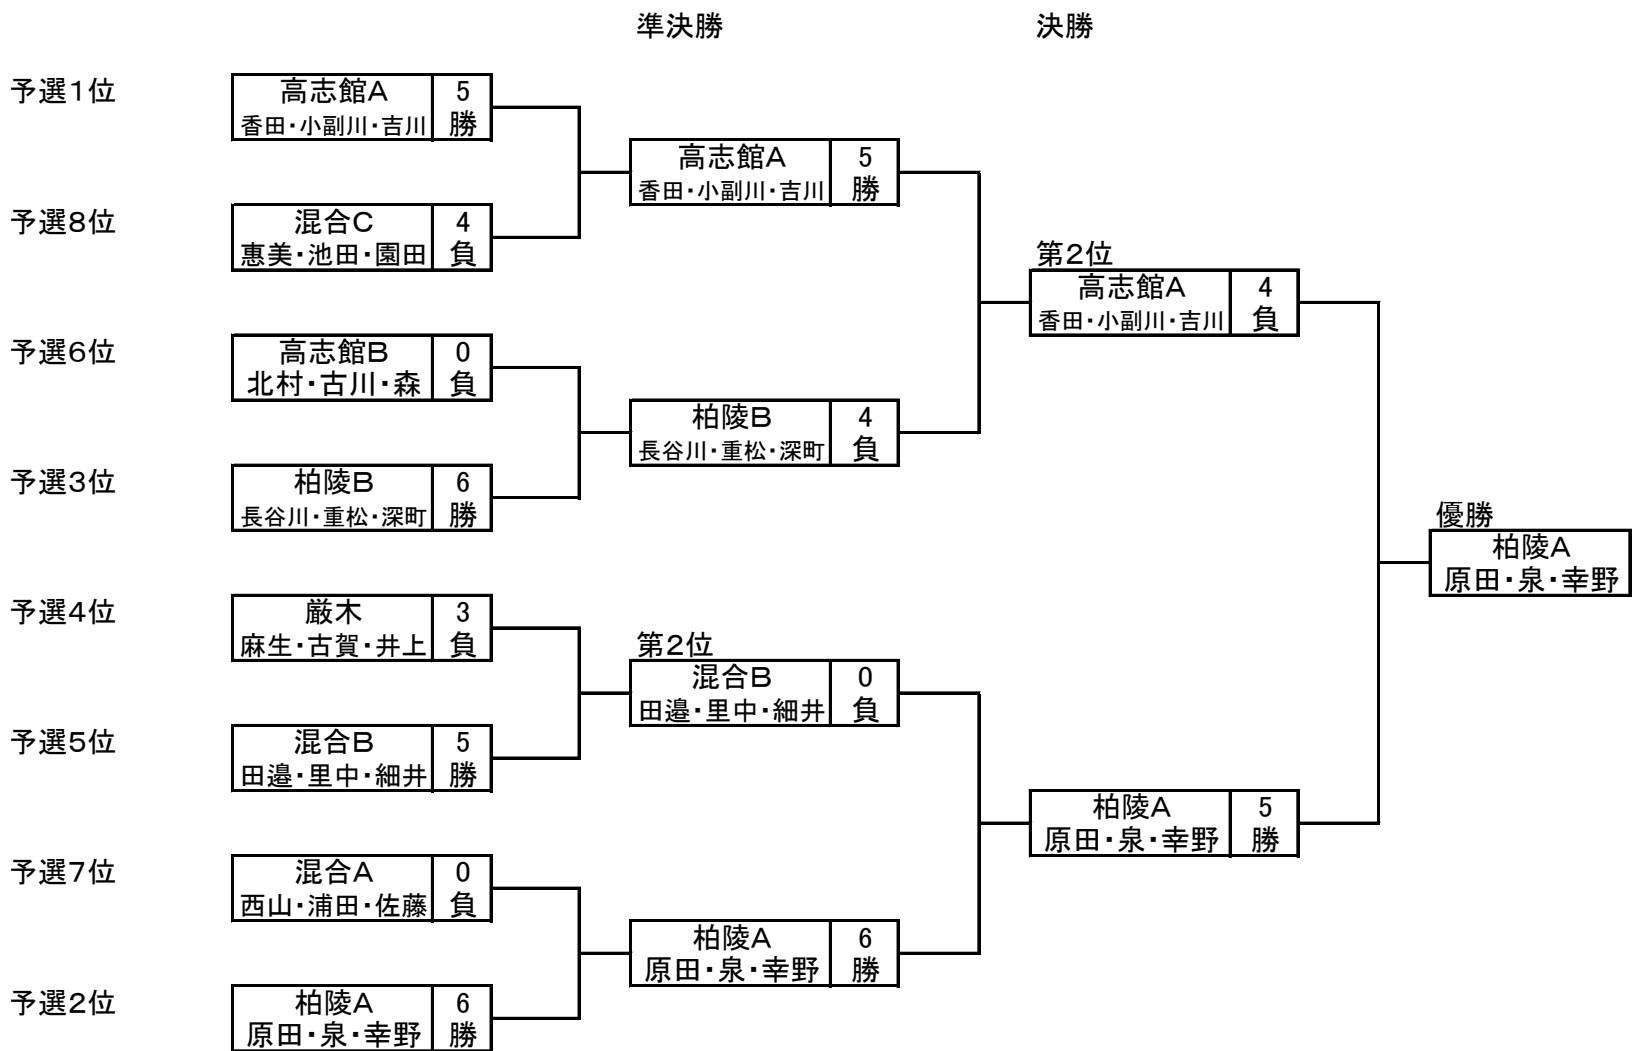 準決勝
決勝
予選1位
高志館A 5
香田・小副川・吉川 勝
高志館A 5
香田・小副川・吉川 勝
予選8位
混合C 4
惠美・池田・園田 負
第2位
高志館A 4
香田・小副川・吉川 負
予選6位
高志館B 0
北村・古川・森 負
柏陵B 4
長谷川・重松・深町 負
予選3位
柏陵B 6
長谷川・重松・深町 勝
優勝
柏陵A
原田・泉・幸野
予選4位
厳木 3
麻生・古賀・井上 負
第2位
混合B 0
田邉・里中・細井 負
予選5位
混合B 5
田邉・里中・細井 勝
柏陵A 5
原田・泉・幸野 勝
予選7位
混合A 0
西山・浦田・佐藤 負
柏陵A 6
原田・泉・幸野 勝
予選2位
柏陵A 6
原田・泉・幸野 勝